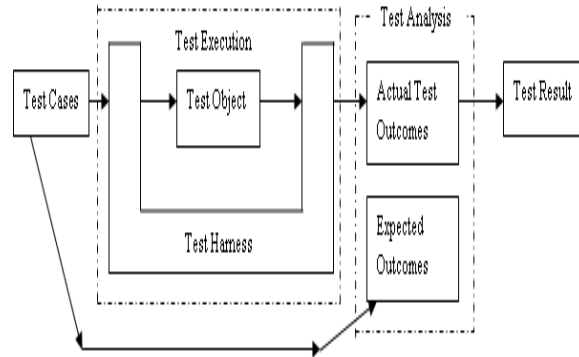 Test Analysis
Test Execution
Test Cases
Test Object
Actual Test
Outcomes
Test Result
Test Harness
Expected
Outcomes